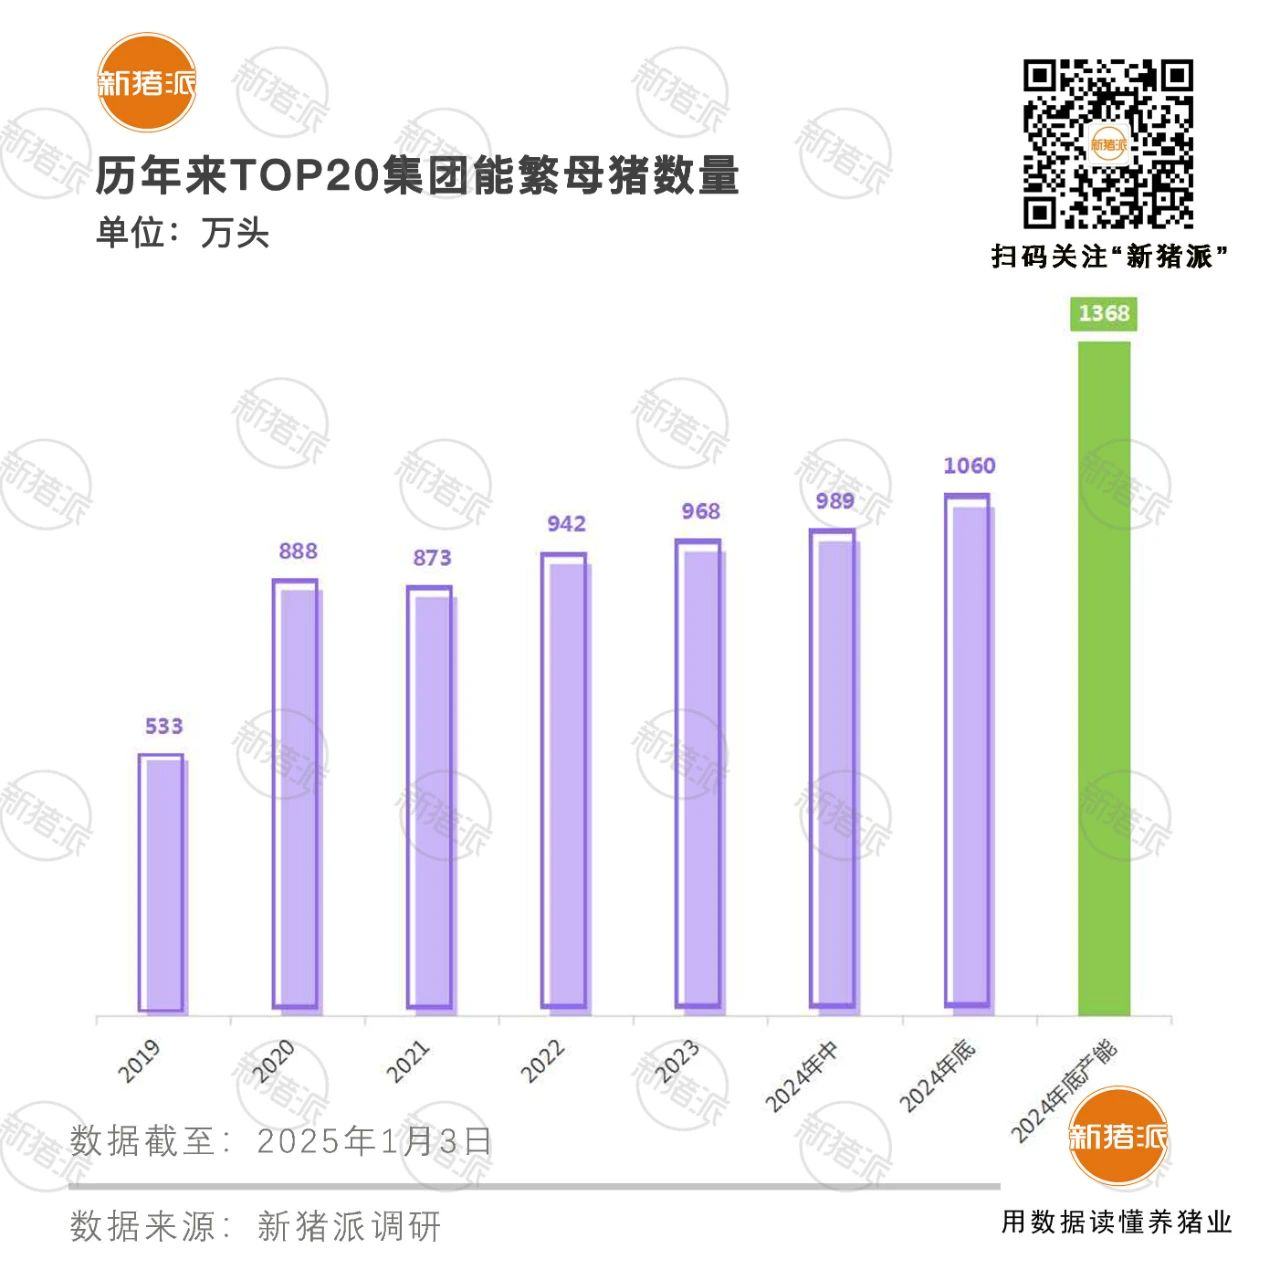 新猪派
历年来TOP20集团能繁母猪数量
单位：万头
新猪派
扫码关注“新猪派”
1368
1060
989
968
942
888
873
533
2019
2020
2021
2022
2023
2024年中
2024年底
2024年底产能
数据截至：2025年1月3日
新猪派
数据来源：新猪派调研
用数据读懂养猪业